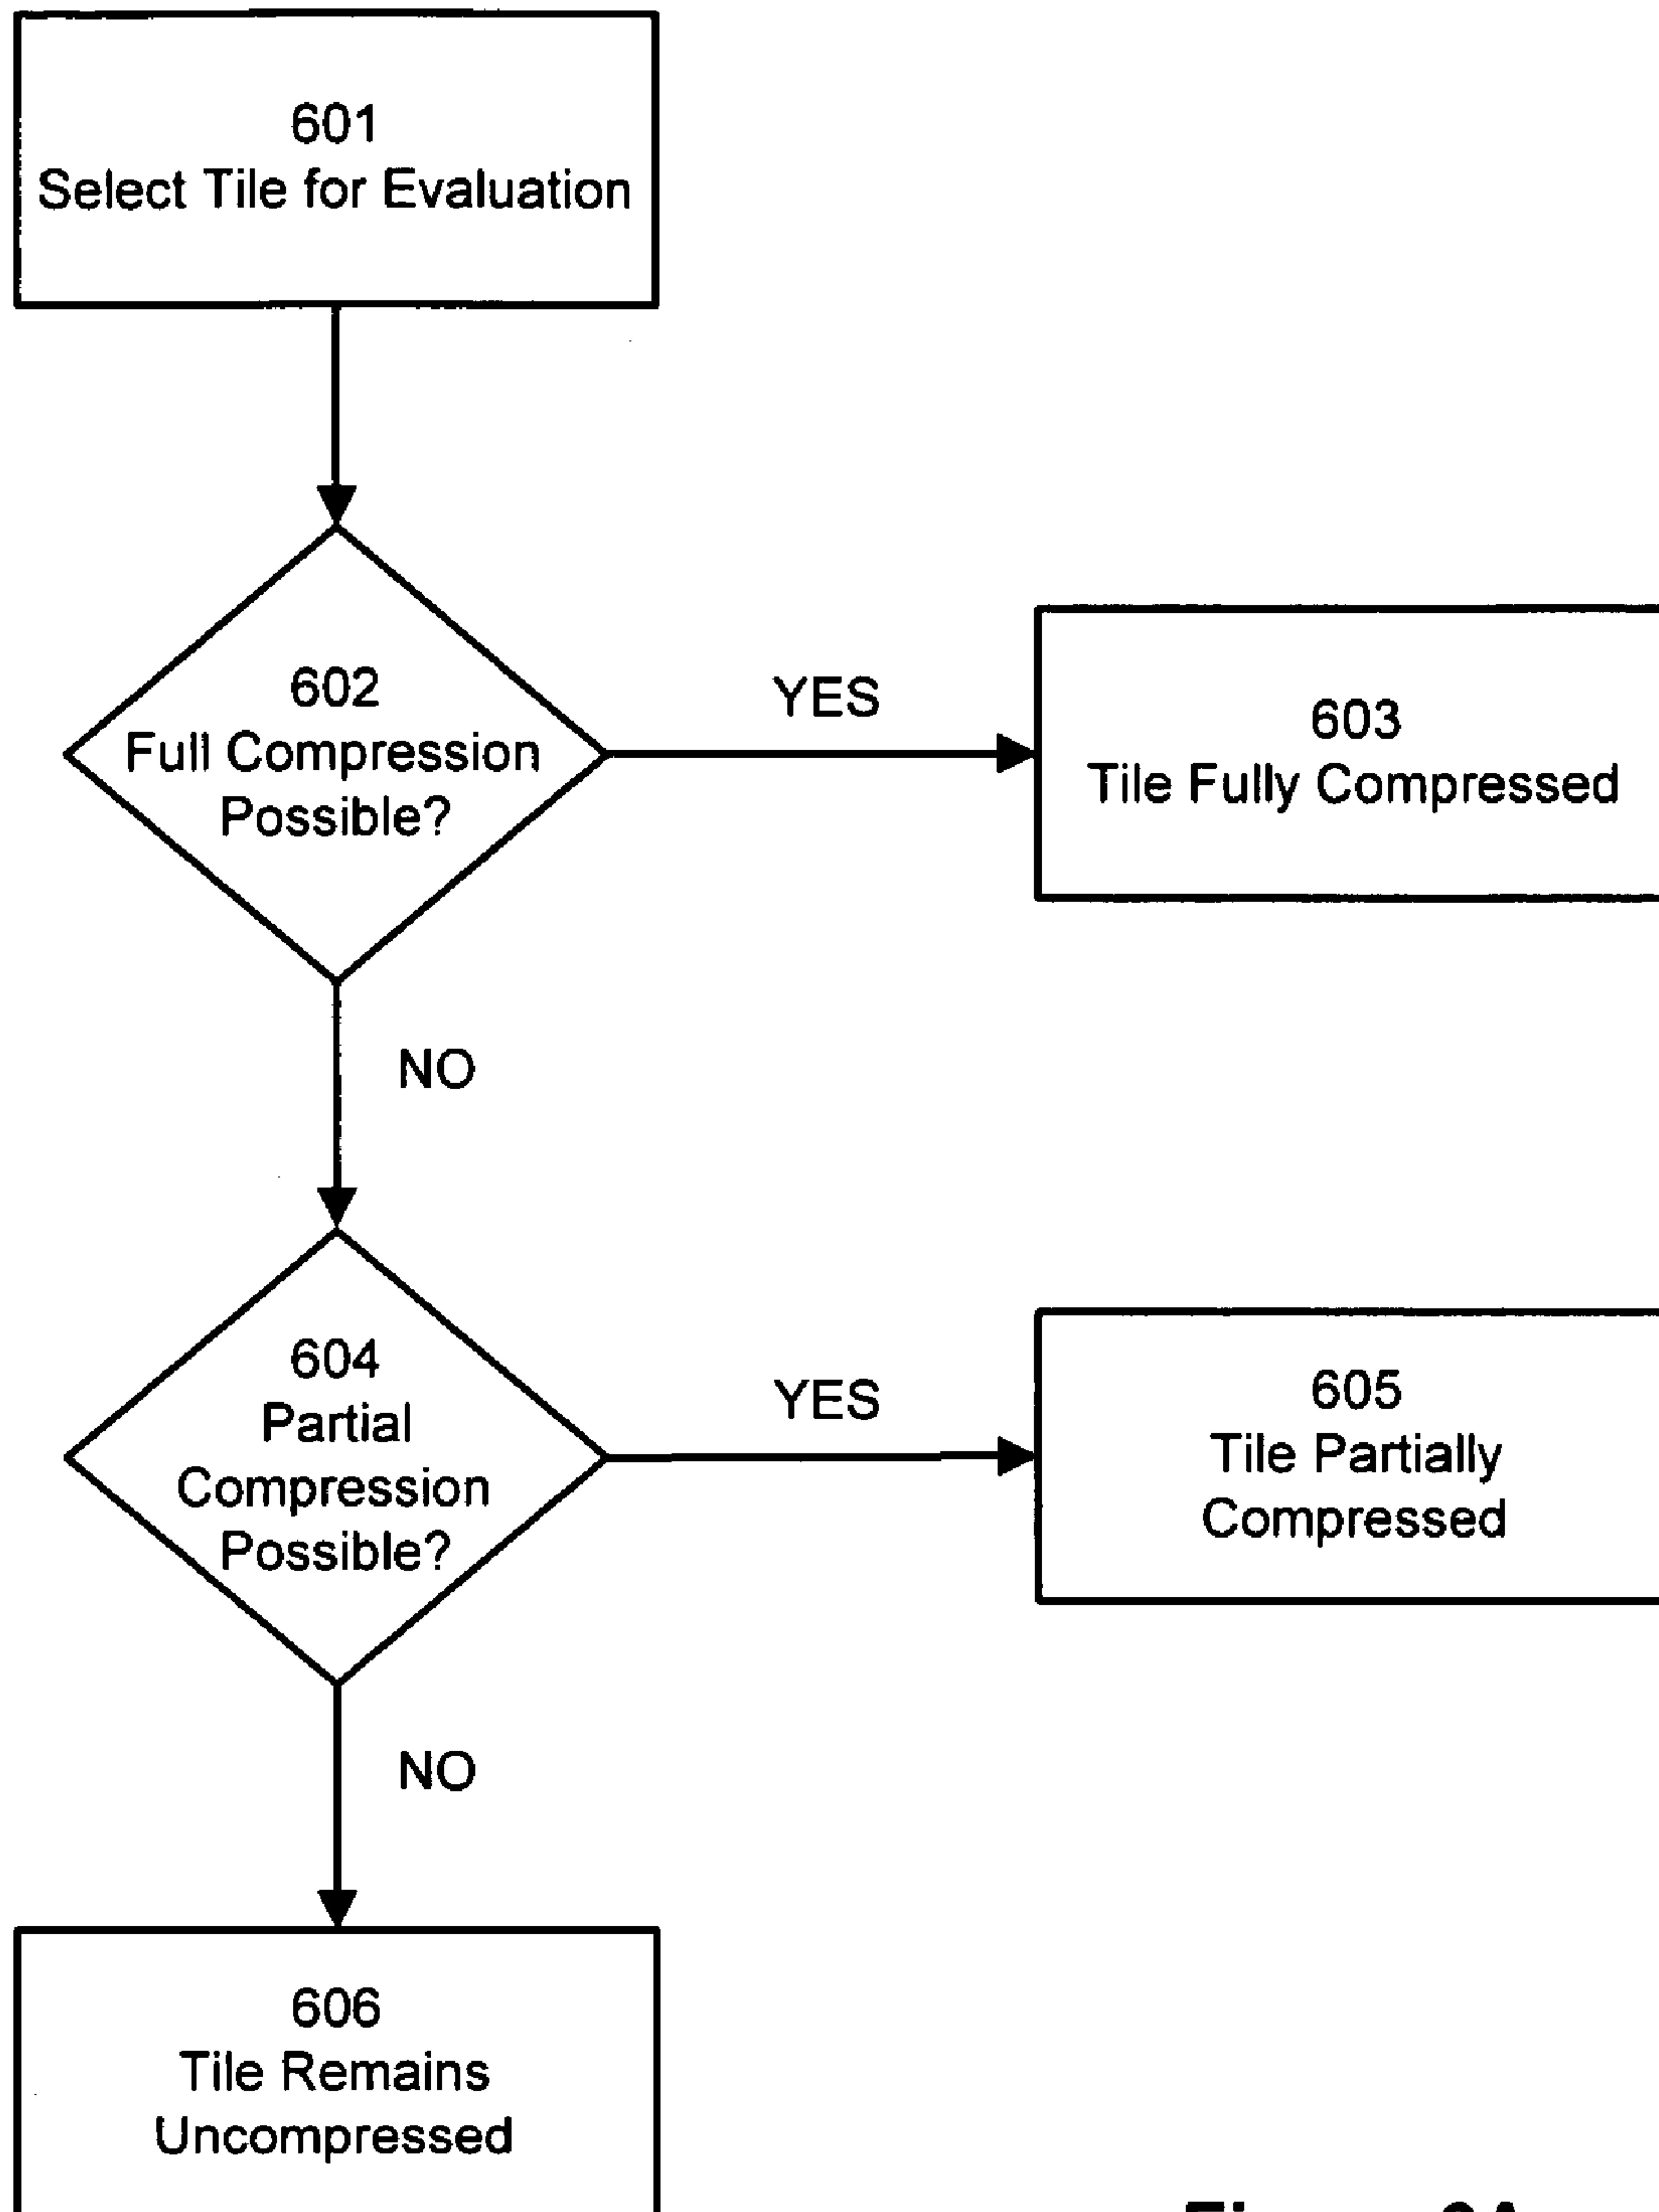 601
Select Tile for Evaluation
602
Full Compression
Possible?
YES
603
Tile Fully Compressed
NO
604
Partial
Compression
Possible?
YES
605
Tile Partially
Compressed
NO
606
Tile Remains
Uncompressed